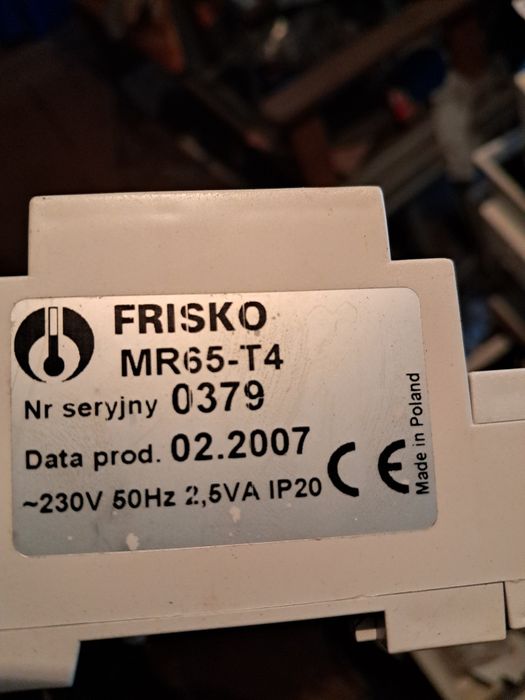 FRISKO
MR65-T4
Nr seryjny 0379
Data prod. 02.2007
~230V 50Hz 2,5VA IP20
CE
Made in Poland